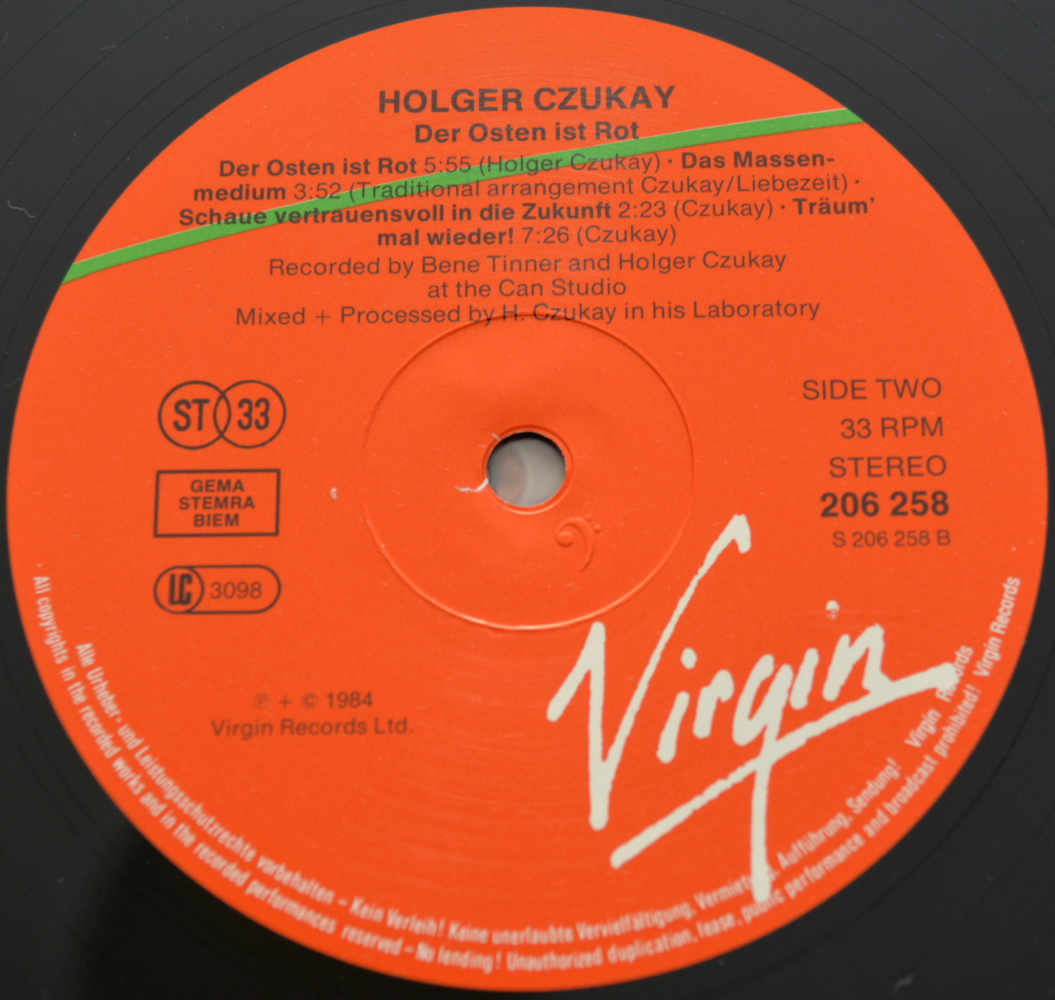 HOLGER CZUKAY
Der Osten ist Rot
Der Osten ist Rot 5:55 (Holger Czukay) · Das Massen-
medium 3:52 (Traditional arrangement Czukay/Liebezeit) ·
Schaue vertrauensvoll in die Zukunft 2:23 (Czukay) · Träum'
mal wieder! 7:26 (Czukay)
Recorded by Bene Tinner and Holger Czukay
at the Can Studio
Mixed + Processed by H. Czukay in his Laboratory
ST 33
GEMA
STEMRA
BIEM
LC 3098
SIDE TWO
33 RPM
STEREO
206 258
S 206 258 B
℗ + © 1984
Virgin Records Ltd.
Virgin
Alle Urheber- und Leistungsschutzrechte vorbehalten – Kein Verleih! Keine unerlaubte Vervielfältigung, Vermietung, Aufführung, Sendung! Virgin Records
· All copyrights in the recorded works and in the recorded performances reserved – No lending! Unauthorized duplication, lease, public performance and broadcast prohibited! Virgin Records